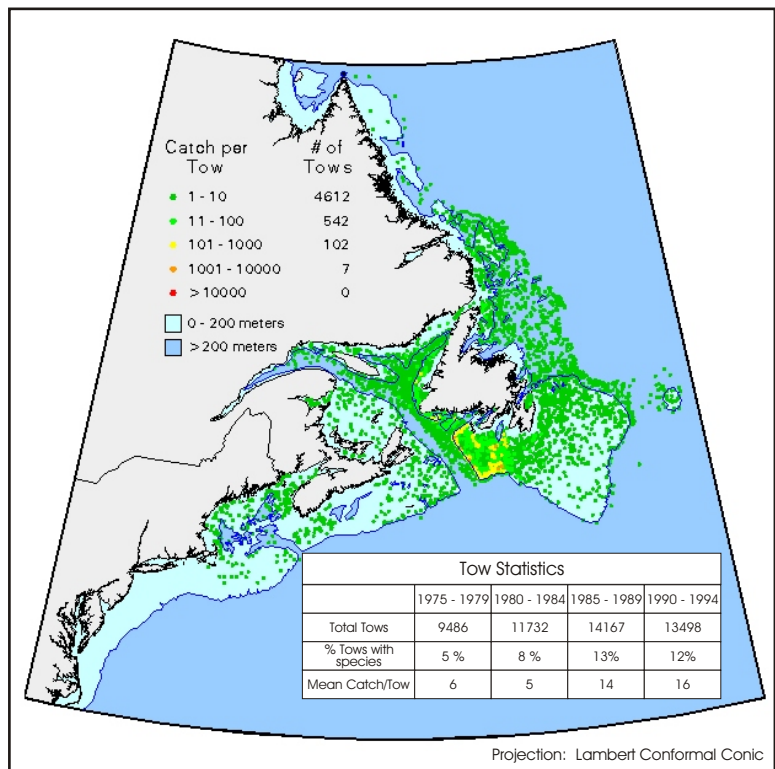 Catch per Tow # of Tows
1 - 10 4612
11 - 100 542
101 - 1000 102
1001 - 10000 7
> 10000 0
0 - 200 meters
> 200 meters
Tow Statistics
1975 - 1979 1980 - 1984 1985 - 1989 1990 - 1994
Total Tows 9486 11732 14167 13498
% Tows with species 5 % 8 % 13% 12%
Mean Catch/Tow 6 5 14 16
Projection: Lambert Conformal Conic